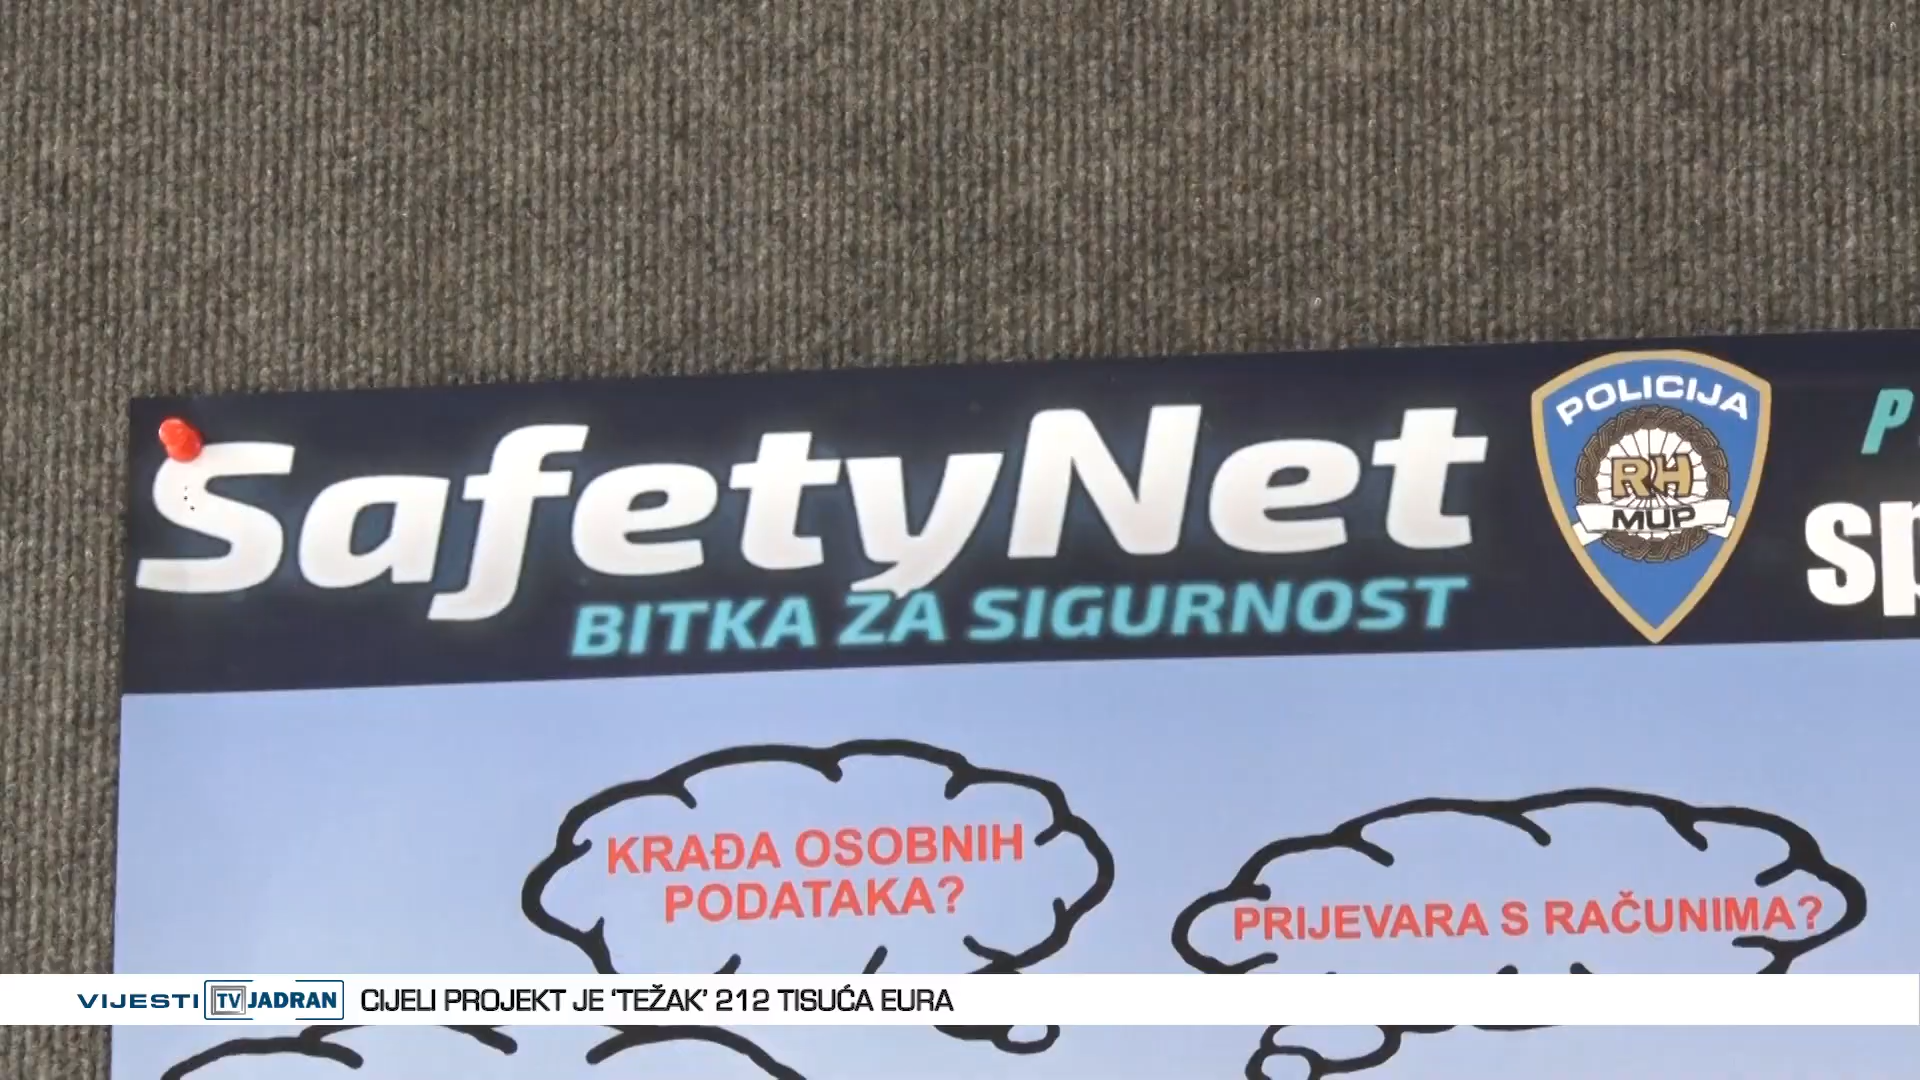 SafetyNet
BITKA ZA SIGURNOST
POLICIJA
RH
MUP
KRAĐA OSOBNIH
PODATAKA?
PRIJEVARA S RAČUNIMA?
VIJESTI TV JADRAN CIJELI PROJEKT JE ‘TEŽAK’ 212 TISUĆA EURA